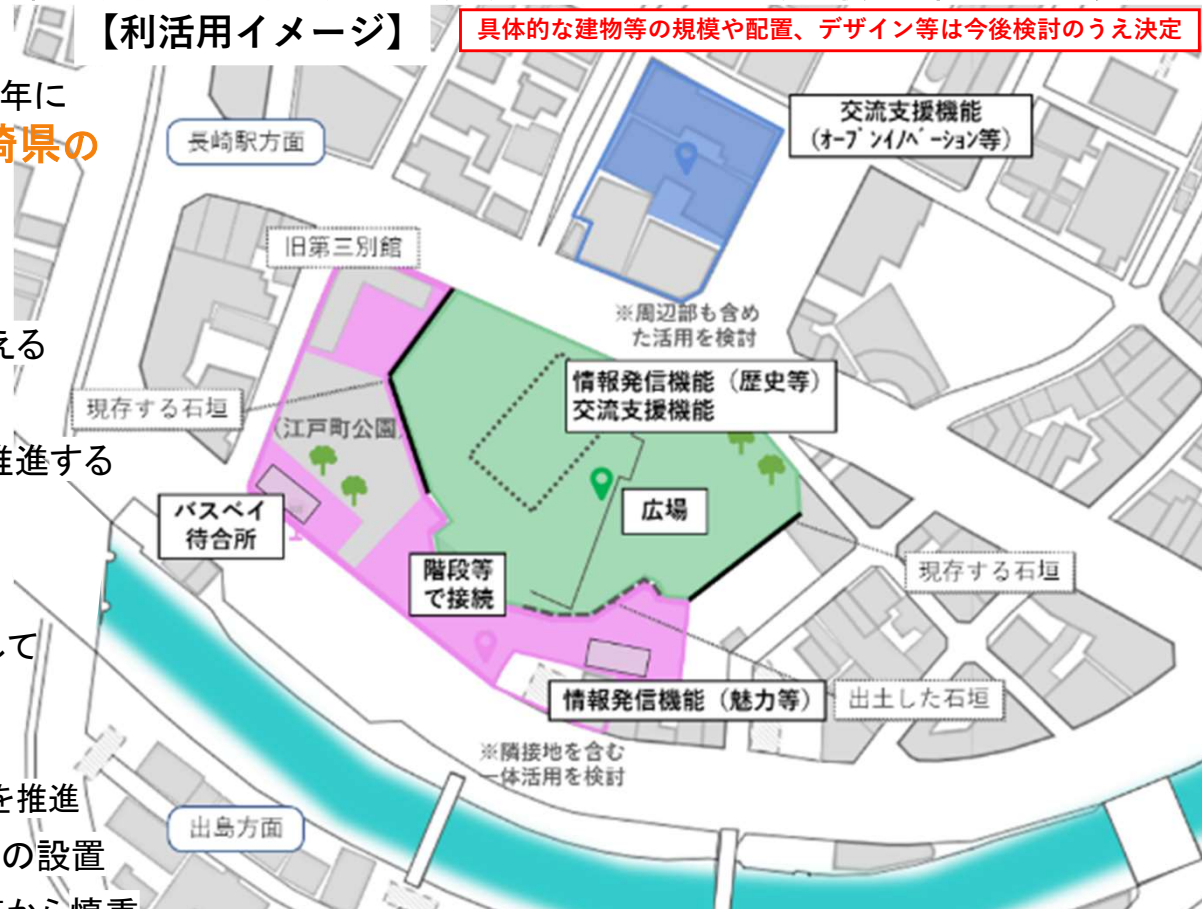 【利活用イメージ】
具体的な建物等の規模や配置、デザイン等は今後検討のうえ決定
年に
県の
長崎駅方面
交流支援機能
(ｵｰﾌﾟﾝｲﾉﾍﾞｰｼｮﾝ等)
旧第三別館
※周辺部も含め
た活用を検討
える
情報発信機能（歴史等）
交流支援機能
現存する石垣
(江戸町公園)
推進する
バスベイ
待合所
広場
階段等
で接続
現存する石垣
して
情報発信機能（魅力等）
出土した石垣
※隣接地を含む
一体活用を検討
を推進
出島方面
の設置
から慎重